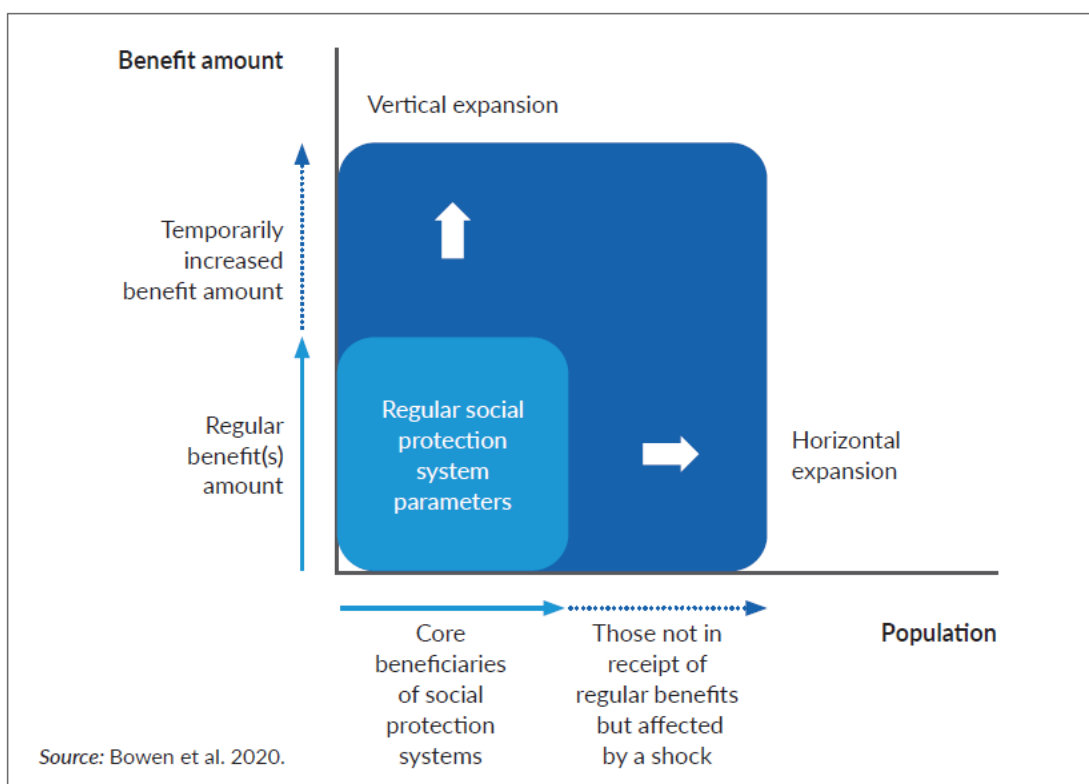 Benefit amount
Vertical expansion
Temporarily
increased
benefit amount
Regular
benefit(s)
amount
Regular social
protection
system
parameters
Horizontal
expansion
Core
beneficiaries
of social
protection
systems
Those not in
receipt of
regular benefits
but affected
by a shock
Population
Source: Bowen et al. 2020.